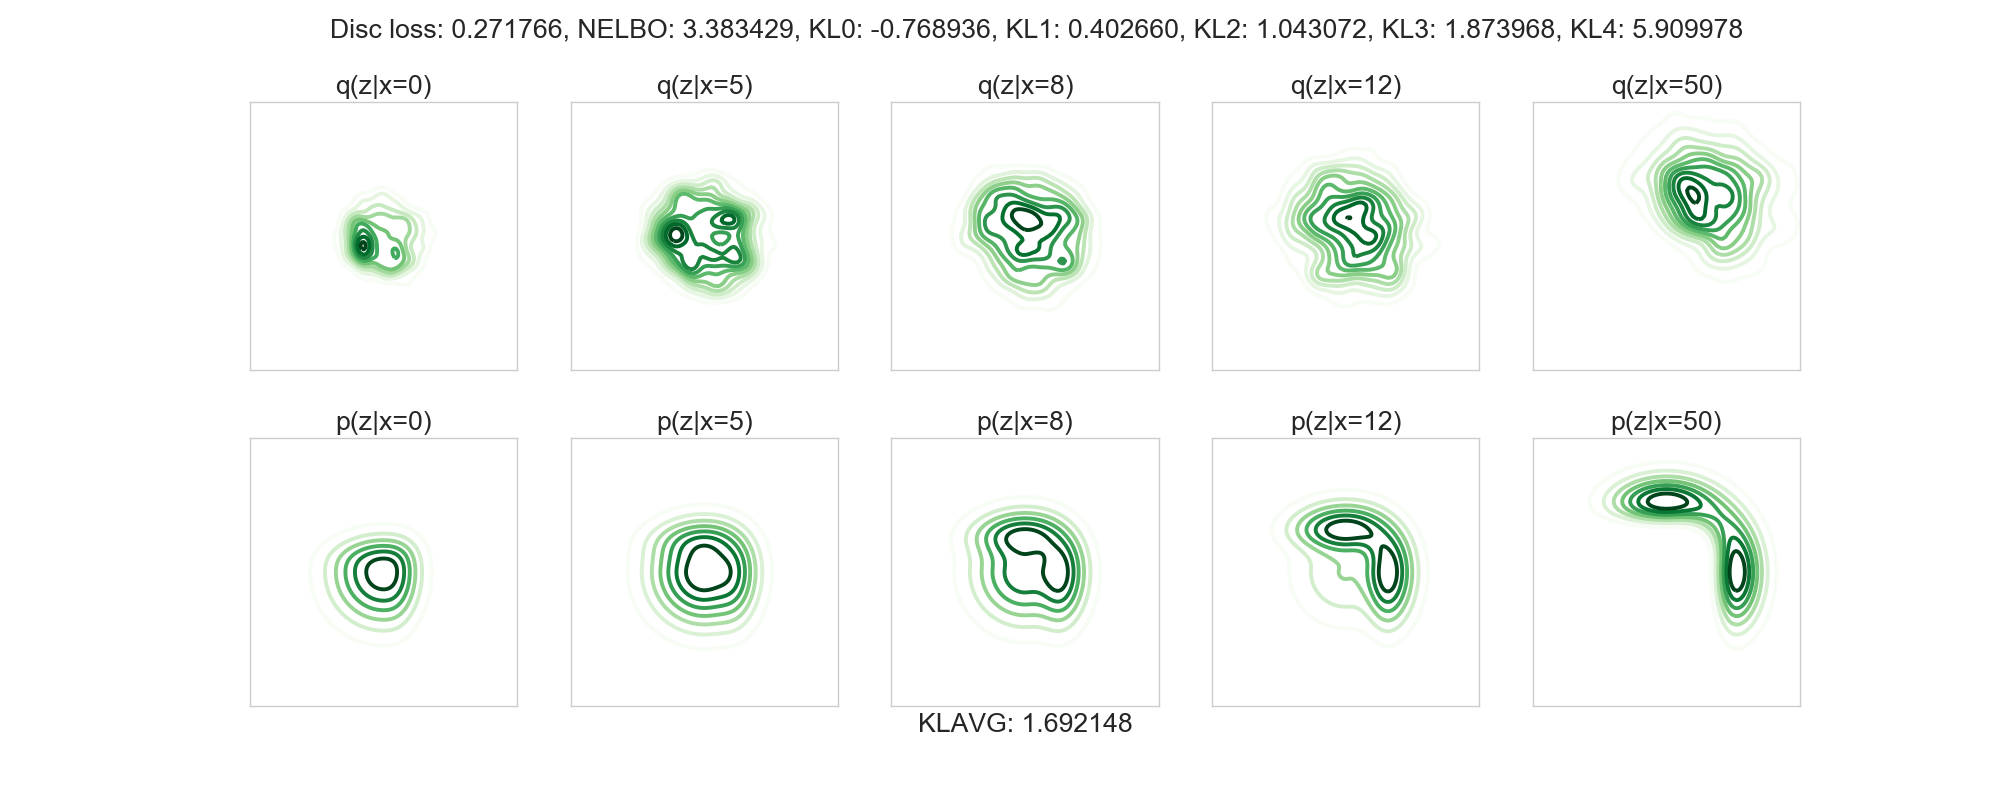 Disc loss: 0.271766, NELBO: 3.383429, KL0: -0.768936, KL1: 0.402660, KL2: 1.043072, KL3: 1.873968, KL4: 5.909978
q(z|x=0) q(z|x=5) q(z|x=8) q(z|x=12) q(z|x=50)
p(z|x=0) p(z|x=5) p(z|x=8) p(z|x=12) p(z|x=50)
KLAVG: 1.692148